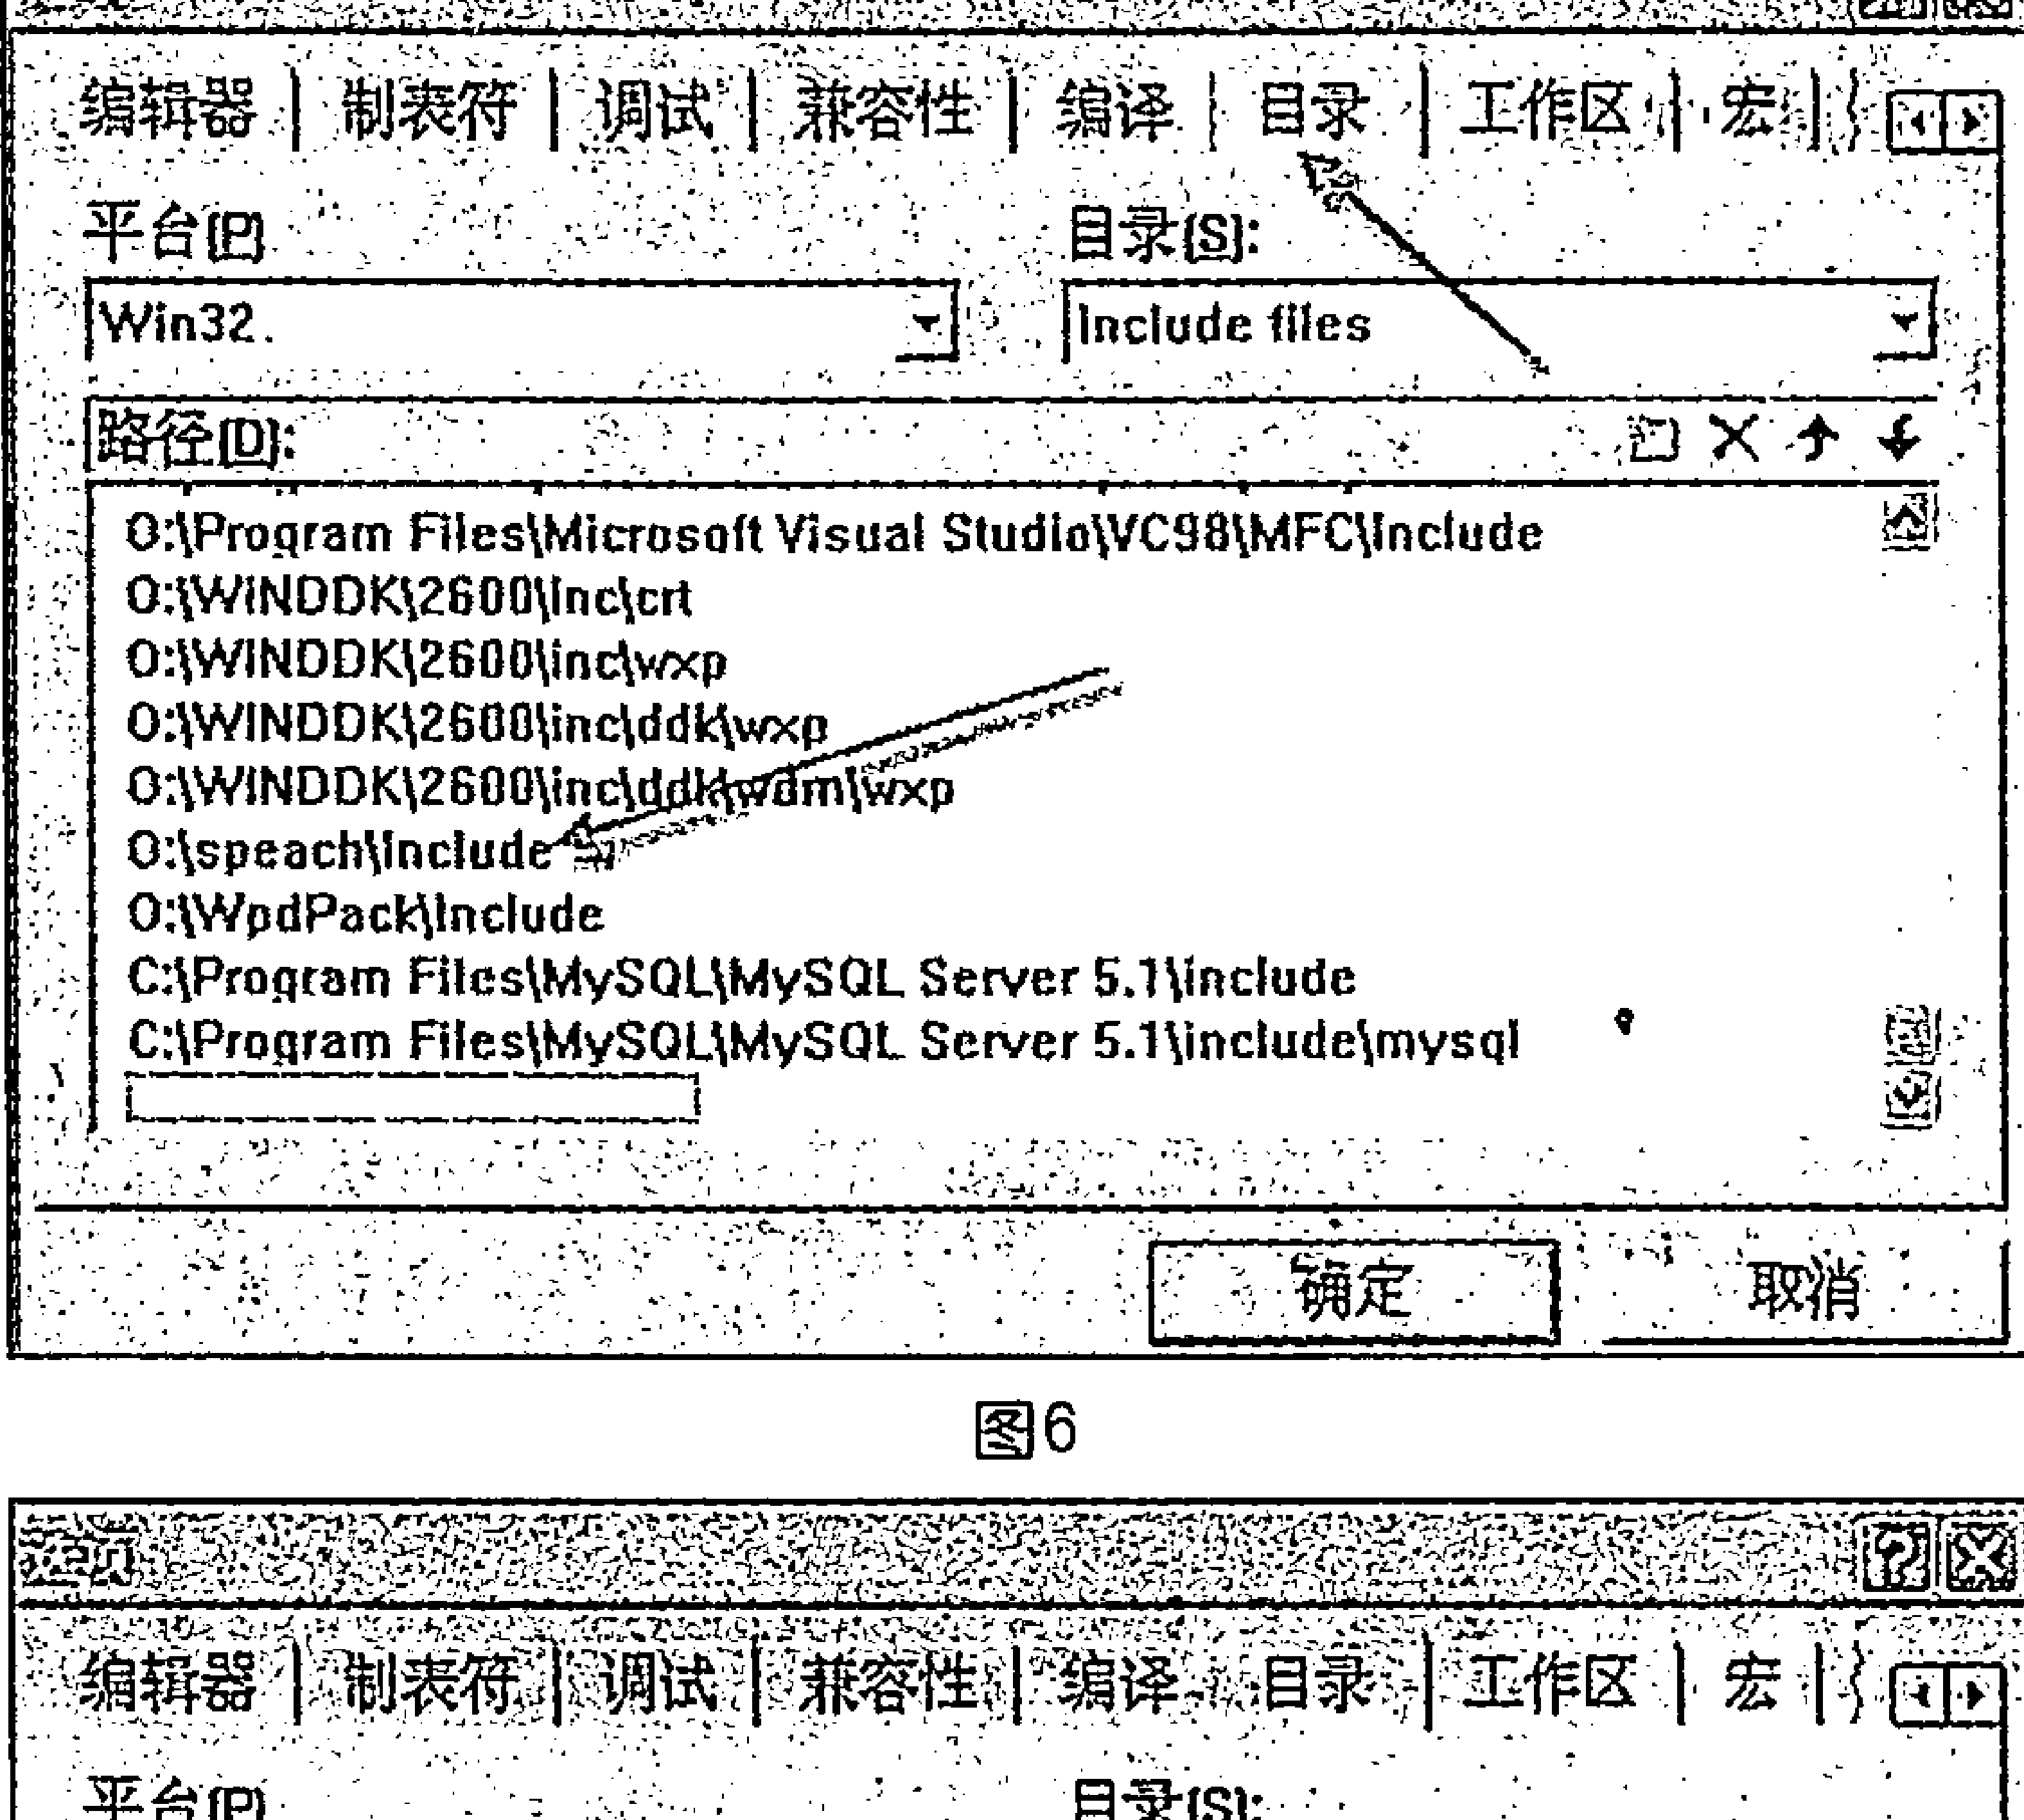 编辑器 制表符 调试 兼容性 编译 目录 工作区 宏
平台(P) 目录(S):
Win32. Include files
路径(D):
O:\Program Files\Microsoft Visual Studio\VC98\MFC\Include
O:\WINDDK\2600\Inc\crt
O:\WINDDK\2600\inc\wxp
O:\WINDDK\2600\inc\ddk\wxp
O:\WINDDK\2600\inc\ddk\wdm\wxp
O:\speach\Include
O:\WpdPack\Include
C:\Program Files\MySQL\MySQL Server 5.1\include
C:\Program Files\MySQL\MySQL Server 5.1\include\mysql
确定 取消
图6
选项
编辑器 制表符 调试 兼容性 编译 目录 工作区 宏
平台(P) 目录(S):